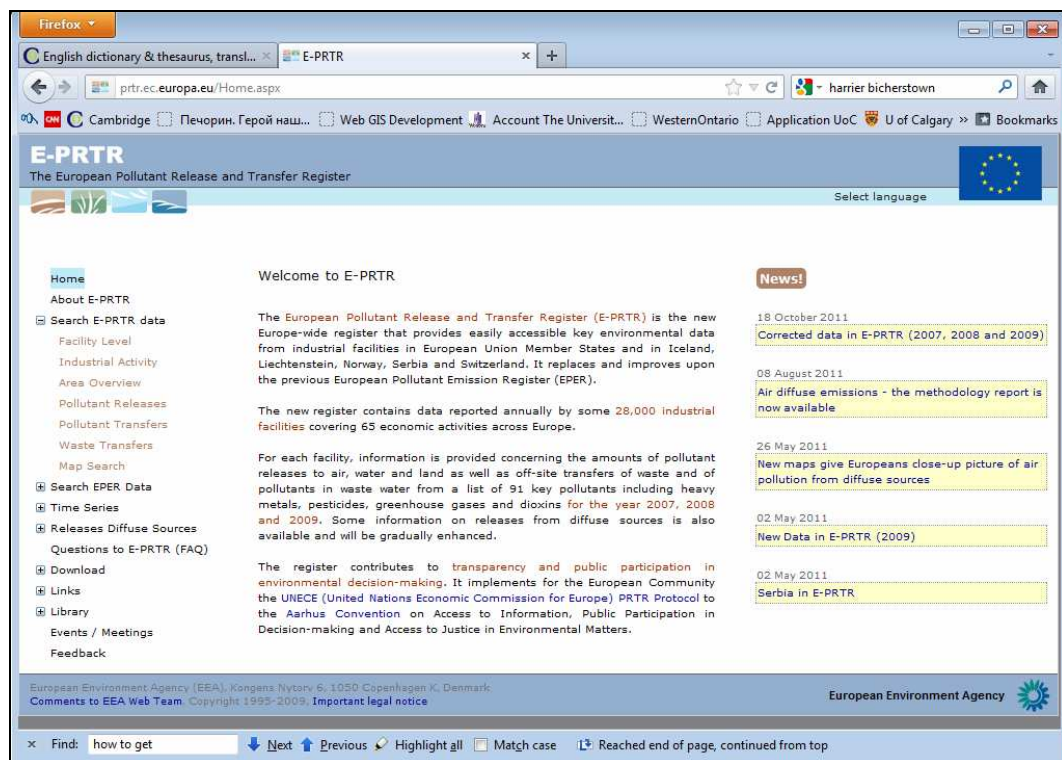 Firefox
English dictionary & thesaurus, transl...
E-PRTR
prtr.ec.europa.eu/Home.aspx
harrier bicherstown
CNN
Cambridge
Печорин. Герой наш...
Web GIS Development
Account The Universit...
WesternOntario
Application UoC
U of Calgary
»
Bookmarks
E-PRTR
The European Pollutant Release and Transfer Register
Select language
Home
About E-PRTR
Search E-PRTR data
Facility Level
Industrial Activity
Area Overview
Pollutant Releases
Pollutant Transfers
Waste Transfers
Map Search
Search EPER Data
Time Series
Releases Diffuse Sources
Questions to E-PRTR (FAQ)
Download
Links
Library
Events / Meetings
Feedback
Welcome to E-PRTR
The European Pollutant Release and Transfer Register (E-PRTR) is the new
Europe-wide register that provides easily accessible key environmental data
from industrial facilities in European Union Member States and in Iceland,
Liechtenstein, Norway, Serbia and Switzerland. It replaces and improves upon
the previous European Pollutant Emission Register (EPER).
The new register contains data reported annually by some 28,000 industrial
facilities covering 65 economic activities across Europe.
For each facility, information is provided concerning the amounts of pollutant
releases to air, water and land as well as off-site transfers of waste and of
pollutants in waste water from a list of 91 key pollutants including heavy
metals, pesticides, greenhouse gases and dioxins for the year 2007, 2008
and 2009. Some information on releases from diffuse sources is also
available and will be gradually enhanced.
The register contributes to transparency and public participation in
environmental decision-making. It implements for the European Community
the UNECE (United Nations Economic Commission for Europe) PRTR Protocol to
the Aarhus Convention on Access to Information, Public Participation in
Decision-making and Access to Justice in Environmental Matters.
News!
18 October 2011
Corrected data in E-PRTR (2007, 2008 and 2009)
08 August 2011
Air diffuse emissions - the methodology report is
now available
26 May 2011
New maps give Europeans close-up picture of air
pollution from diffuse sources
02 May 2011
New Data in E-PRTR (2009)
02 May 2011
Serbia in E-PRTR
European Environment Agency (EEA), Kongens Nytorv 6, 1050 Copenhagen K, Denmark
Comments to EEA Web Team. Copyright 1995-2009. Important legal notice
European Environment Agency
Find: how to get
Next
Previous
Highlight all
Match case
Reached end of page, continued from top